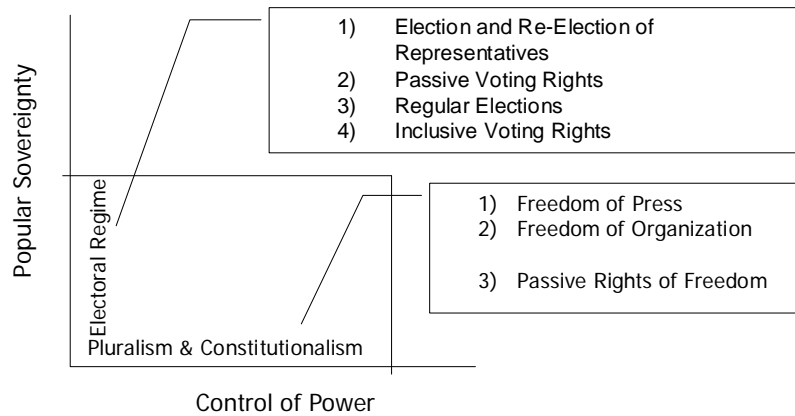 1) Election and Re-Election of
Representatives
2) Passive Voting Rights
3) Regular Elections
4) Inclusive Voting Rights
Popular Sovereignty
Electoral Regime
1) Freedom of Press
2) Freedom of Organization
3) Passive Rights of Freedom
Pluralism & Constitutionalism
Control of Power